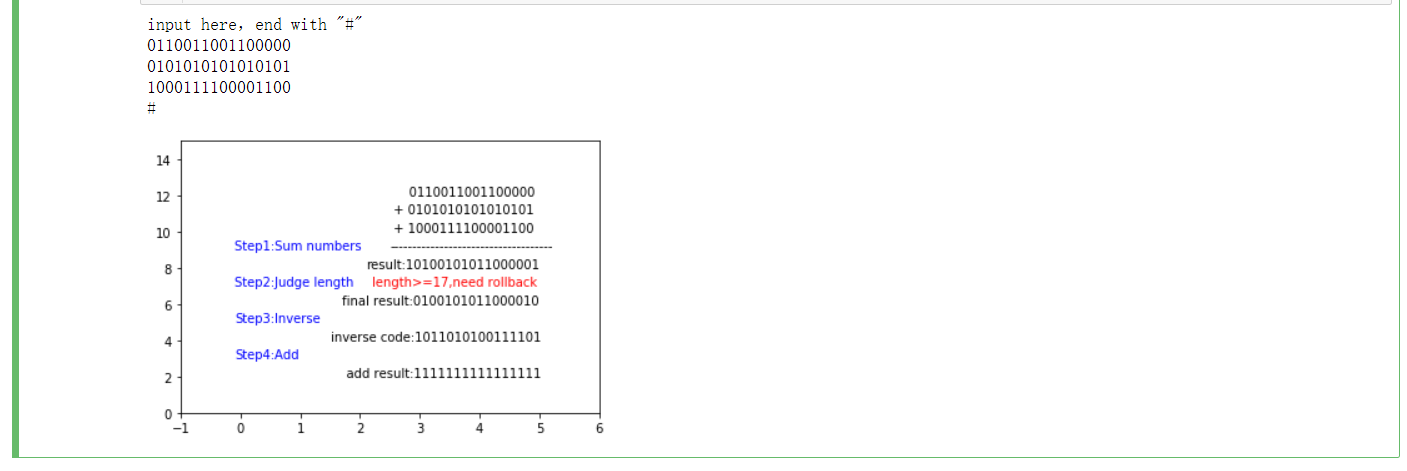 input here, end with "#"
0110011001100000
0101010101010101
1000111100001100
#
14
12
10
8
6
4
2
0
0110011001100000
+ 0101010101010101
+ 1000111100001100
Step1:Sum numbers ------------------------------------
result:10100101011000001
Step2:Judge length length>=17,need rollback
final result:0100101011000010
Step3:Inverse
inverse code:1011010100111101
Step4:Add
add result:1111111111111111
−1 0 1 2 3 4 5 6